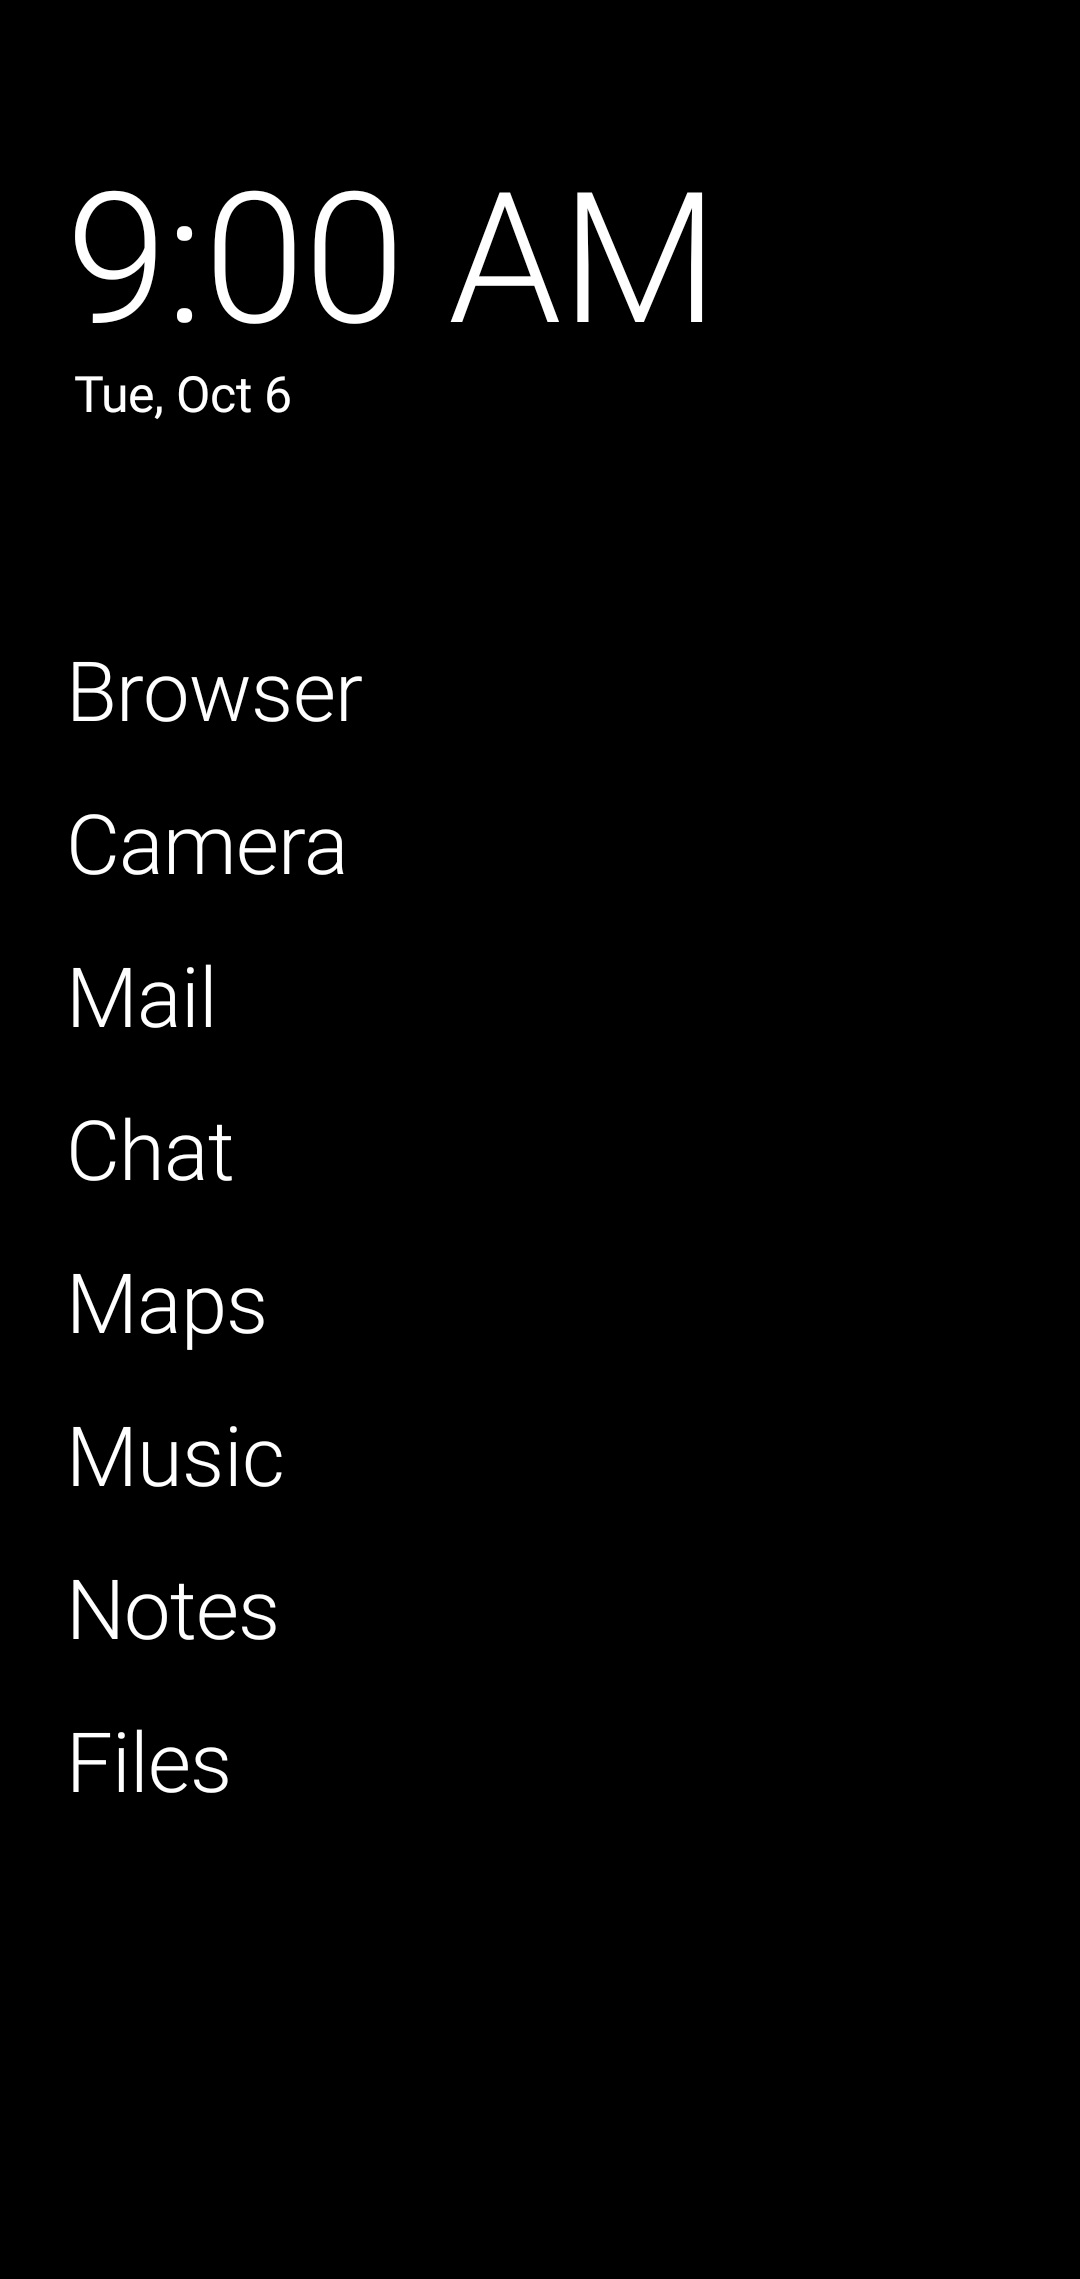 9:00 AM
Tue, Oct 6
Browser
Camera
Mail
Chat
Maps
Music
Notes
Files